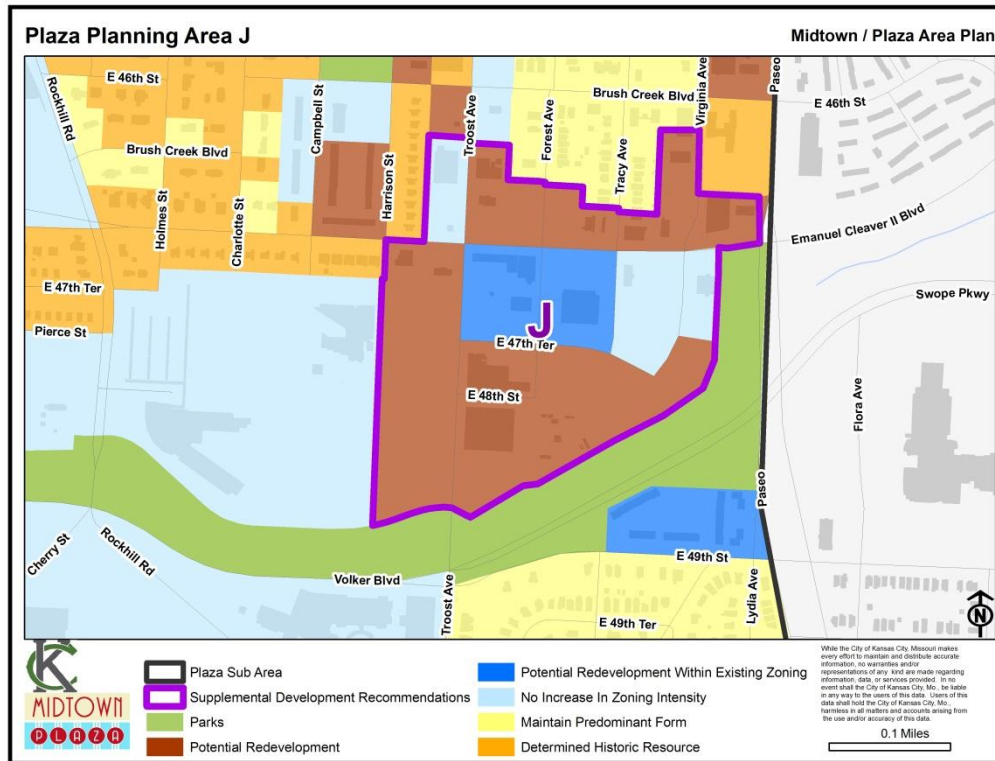 Plaza Planning Area J
Midtown / Plaza Area Plan
E 46th St
Rockhill Rd
Brush Creek Blvd
Holmes St
Charlotte St
Campbell St
Harrison St
Troost Ave
Forest Ave
Tracy Ave
Brush Creek Blvd
Virginia Ave
Paseo
E 46th St
Emanuel Cleaver II Blvd
Swope Pkwy
E 47th Ter
Pierce St
J
E 47th Ter
E 48th St
Flora Ave
Paseo
Cherry St
Rockhill Rd
Volker Blvd
Troost Ave
E 49th St
Lydia Ave
E 49th Ter
N
KC
MIDTOWN
PLAZA
Plaza Sub Area
Supplemental Development Recommendations
Parks
Potential Redevelopment
Potential Redevelopment Within Existing Zoning
No Increase In Zoning Intensity
Maintain Predominant Form
Determined Historic Resource
While the City of Kansas City, Missouri makes
every effort to maintain and distribute accurate
information, no warranties and/or
representations of any kind are made regarding
information, data, or services provided. In no
event shall the City of Kansas City, Mo., be liable
in any way to the users of this data. Users of this
data shall hold the City of Kansas City, Mo.,
harmless in all matters and accounts arising from
the use and/or accuracy of this data.
0.1 Miles